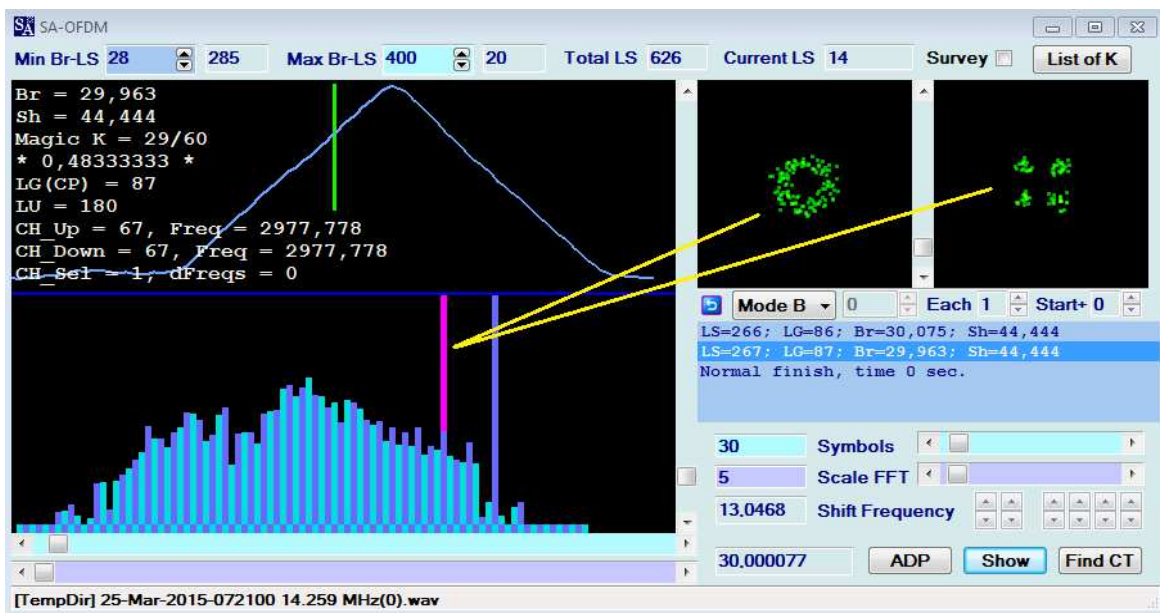 SA-OFDM
Min Br-LS 28 285 Max Br-LS 400 20 Total LS 626 Current LS 14 Survey List of K
Br = 29,963
Sh = 44,444
Magic K = 29/60
* 0,48333333 *
LG(CP) = 87
LU = 180
CH_Up = 67, Freq = 2977,778
CH_Down = 67, Freq = 2977,778
CH_Sel = 1, dFreqs = 0
Mode B 0 Each 1 Start+ 0
LS=266; LG=86; Br=30,075; Sh=44,444
LS=267; LG=87; Br=29,963; Sh=44,444
Normal finish, time 0 sec.
30 Symbols
5 Scale FFT
13,0468 Shift Frequency
30,000077 ADP Show Find CT
[TempDir] 25-Mar-2015-072100 14.259 MHz(0).wav